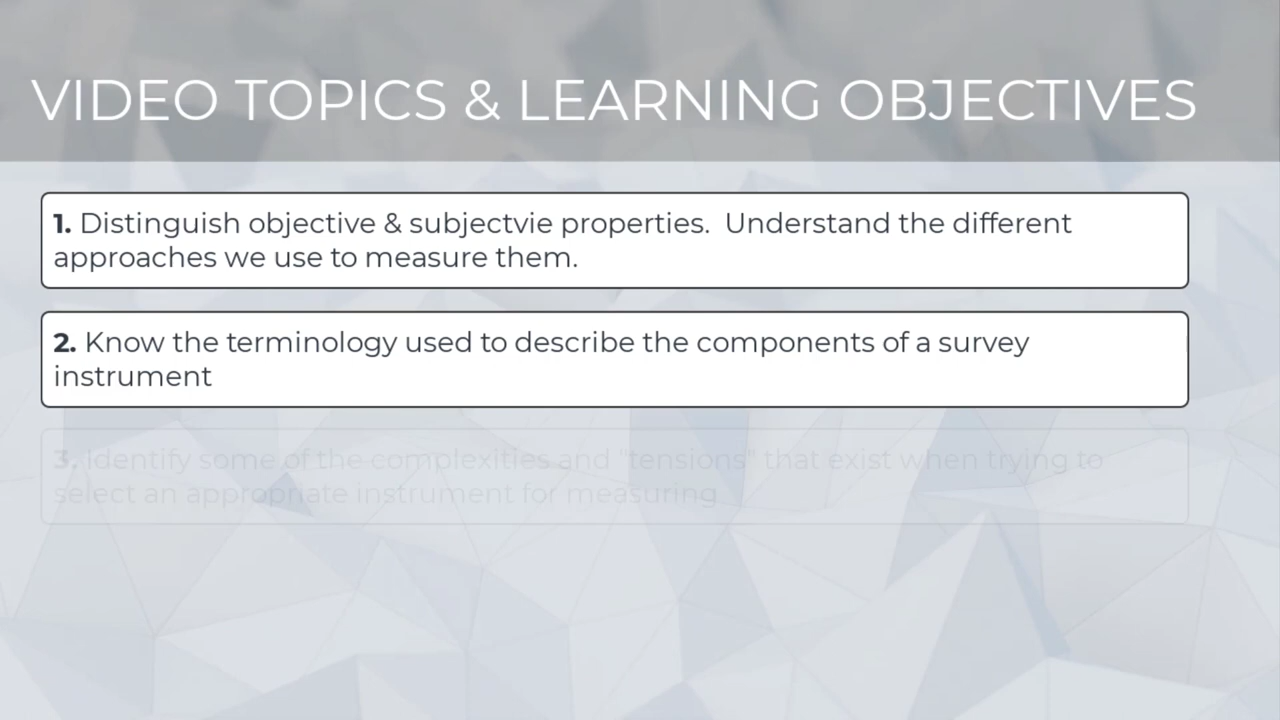 VIDEO TOPICS & LEARNING OBJECTIVES
1. Distinguish objective & subjectvie properties.  Understand the different
approaches we use to measure them.
2. Know the terminology used to describe the components of a survey
instrument
3. Identify some of the complexities and "tensions" that exist when trying to
select an appropriate instrument for measuring